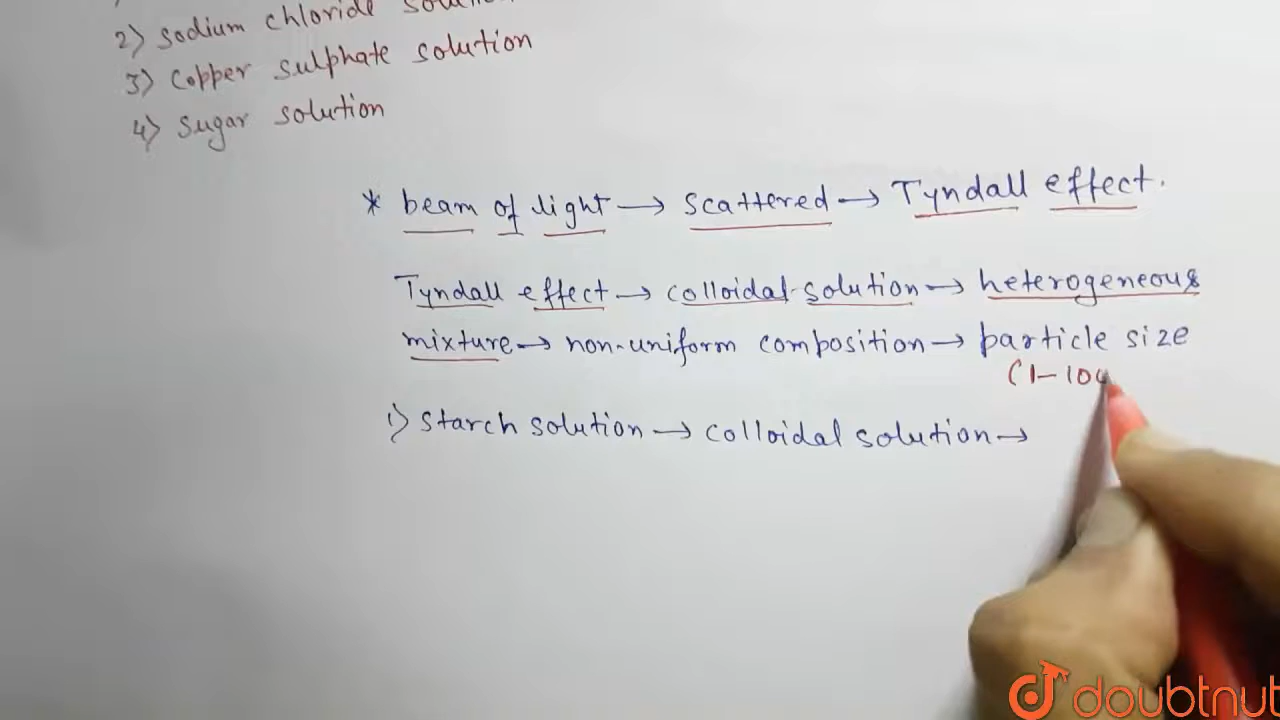 2) sodium chloride
3) copper sulphate solution
4) sugar solution
* beam of light → scattered → Tyndall effect.
Tyndall effect → colloidal solution → heterogeneous
mixture → non-uniform composition → particle size
(1-100
1) starch solution → colloidal solution →
doubtnut